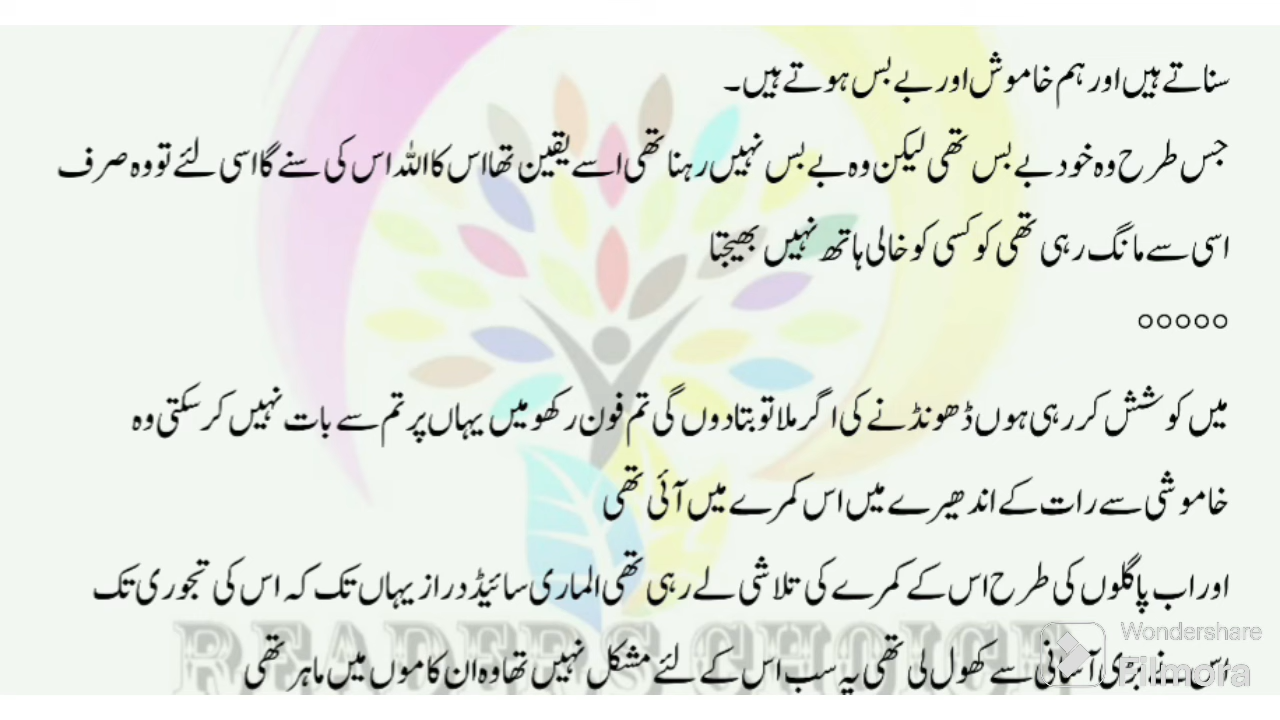 سناتے ہیں اور ہم خاموش اور بے بس ہوتے ہیں۔
جس طرح وہ خود بے بس تھی لیکن وہ بے بس نہیں رہنا تھی اسے یقین تھا اس کا اللہ اس کی سنے گا اسی لئے تو وہ صرف
اسی سے مانگ رہی تھی کو کسی کو خالی ہاتھ نہیں بھیجتا
○○○○○
میں کوشش کر رہی ہوں ڈھونڈنے کی اگر ملا تو بتا دوں گی تم فون رکھو میں یہاں پر تم سے بات نہیں کر سکتی وہ
خاموشی سے رات کے اندھیرے میں اس کمرے میں آئی تھی
اور اب پاگلوں کی طرح اس کے کمرے کی تلاشی لے رہی تھی الماری سائیڈ دراز یہاں تک کہ اس کی تجوری تک
اس نے بڑی آسانی سے کھول لی تھی یہ سب اس کے لئے مشکل نہیں تھا وہ ان کاموں میں ماہر تھی
READERS CHOICE
Wondershare
Filmora